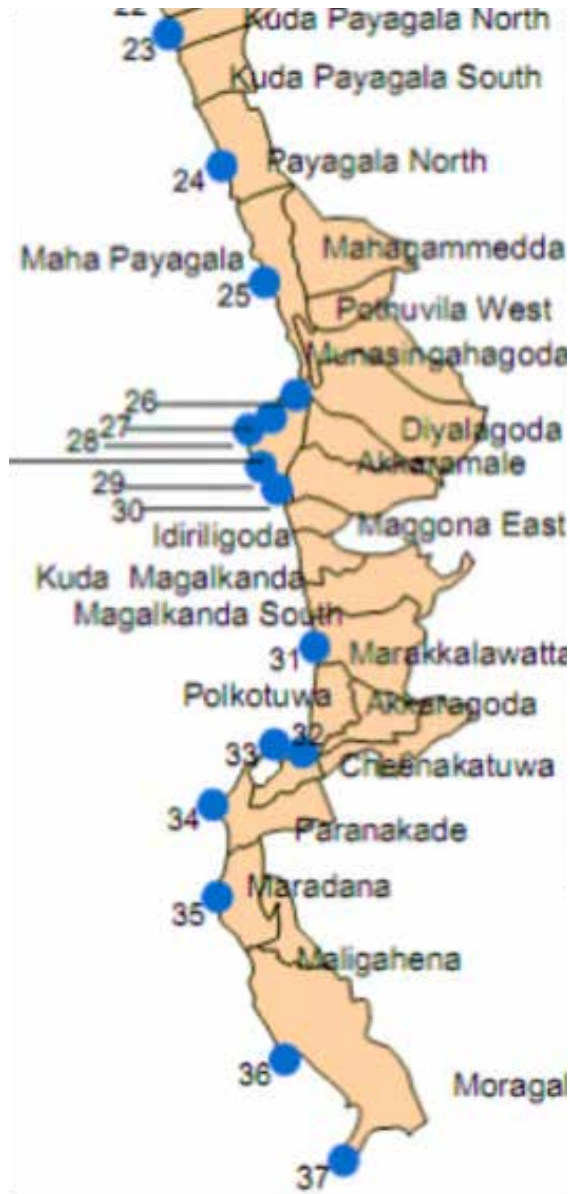 22
Kuda Payagala North
23
Kuda Payagala South
24
Payagala North
Maha Payagala
Mahagammedda
25
Pothuvila West
Munasingahagoda
26
27
Diyalagoda
28
Akkaramale
29
30
Maggona East
Idiriligoda
Kuda Magalkanda
Magalkanda South
31
Marakkalawatta
Polkotuwa
Akkaragoda
32
33
Cheenakatuwa
34
Paranakade
Maradana
35
Maligahena
36
Moragal
37